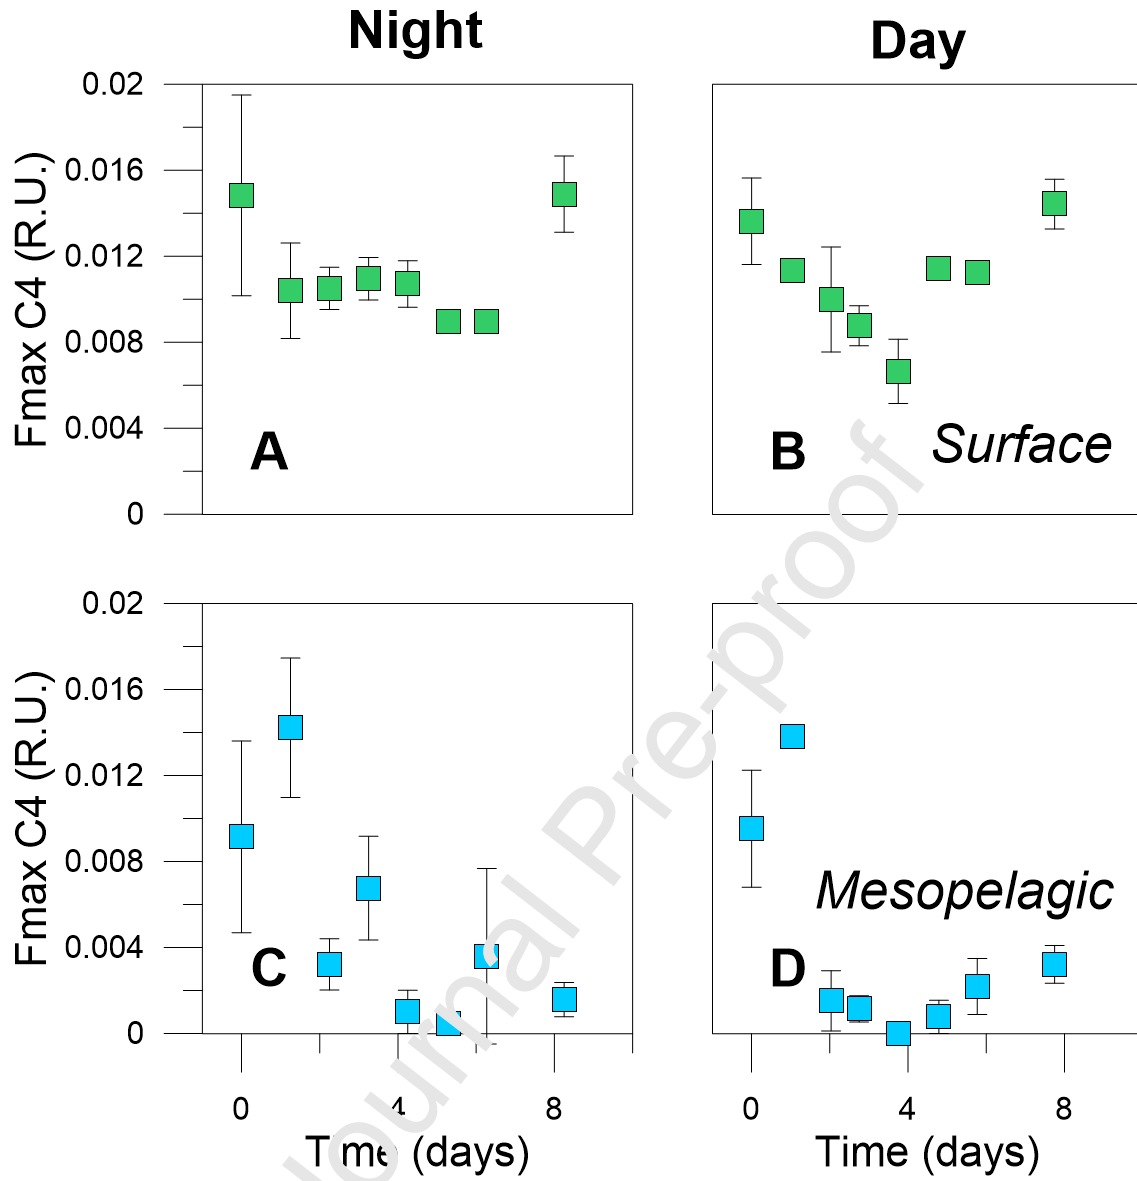 Night
Day
0.02
0.016
0.012
0.008
0.004
0
Fmax C4 (R.U.)
A
B
Surface
0.02
0.016
0.012
0.008
0.004
0
Fmax C4 (R.U.)
C
D
Mesopelagic
0
4
8
Time (days)
0
4
8
Time (days)
Journal Pre-proof